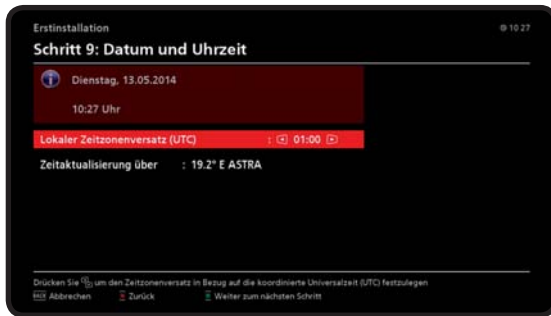 Erstinstallation
10 27
Schritt 9: Datum und Uhrzeit
Dienstag, 13.05.2014
10:27 Uhr
Lokaler Zeitzonenversatz (UTC) : 01:00
Zeitaktualisierung über : 19.2° E ASTRA
Drücken Sie um den Zeitzonenversatz in Bezug auf die koordinierte Universalzeit (UTC) festzulegen
BACK Abbrechen Zurück Weiter zum nächsten Schritt